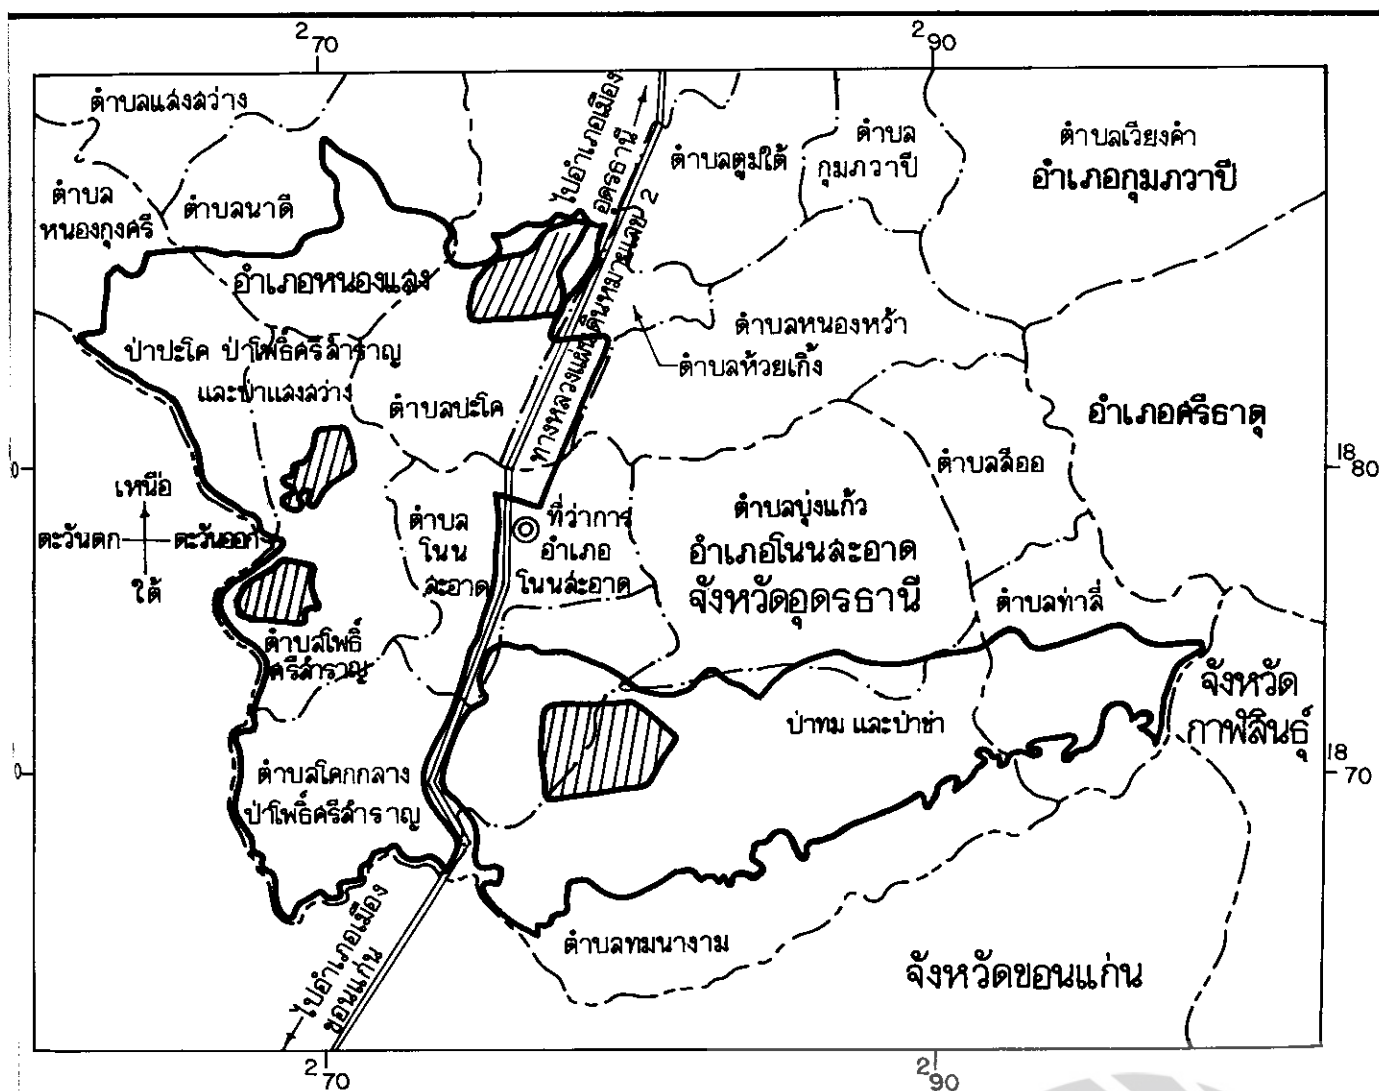 270
290
ตำบลแสงสว่าง
ไปอำเภอเมือง
อุดรธานี
ตำบลตูมใต้
ตำบล
กุมภวาปี
ตำบลเวียงคำ
อำเภอกุมภวาปี
ตำบล
หนองกุงศรี
ตำบลนาดี
อำเภอหนองแสง
ทางหลวงแผ่นดินหมายเลข 2
ตำบลหนองหว้า
ป่าปะโค ป่าโพธิ์ศรีสำราญ
และป่าแสงสว่าง
ตำบลห้วยเกิ้ง
ตำบลปะโค
อำเภอศรีธาตุ
ตำบลลีออ
0
1880
เหนือ
ตะวันตก
ตะวันออก
ใต้
ตำบล
โนน
สะอาด
ที่ว่าการ
อำเภอ
โนนสะอาด
ตำบลบุ่งแก้ว
อำเภอโนนสะอาด
จังหวัดอุดรธานี
ตำบลท่าลี่
ตำบลโพธิ์
ศรีสำราญ
จังหวัด
กาฬสินธุ์
ป่าทม และป่าข่า
0
1870
ตำบลโคกกลาง
ป่าโพธิ์ศรีสำราญ
ตำบลทมนางาม
จังหวัดขอนแก่น
ไปอำเภอเมือง
ขอนแก่น
270
290